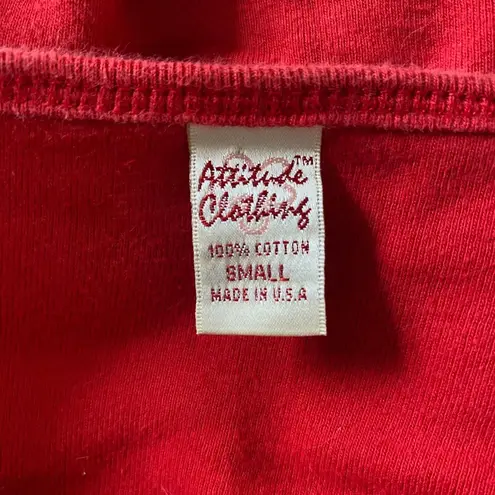 Attitude™
Clothing
100% COTTON
SMALL
MADE IN U.S.A